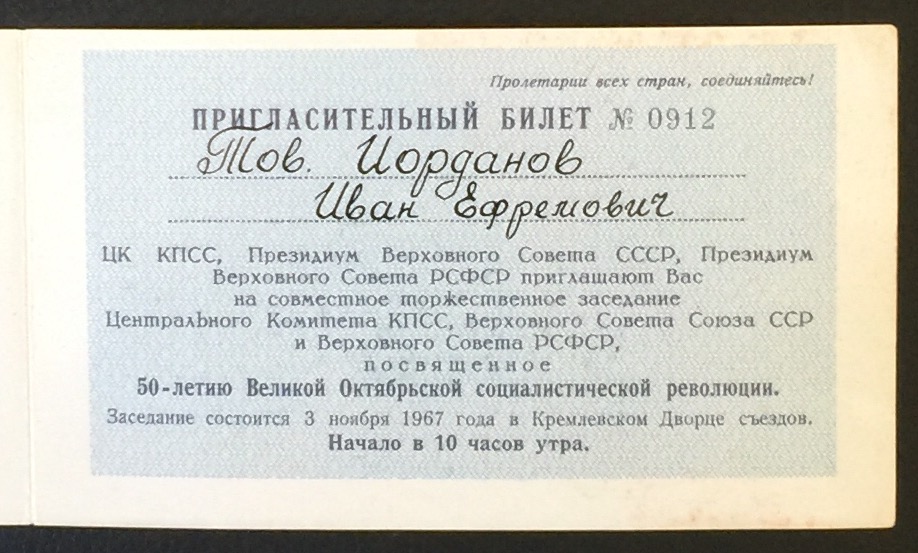 Пролетарии всех стран, соединяйтесь!
ПРИГЛАСИТЕЛЬНЫЙ БИЛЕТ № 0912
Тов. Иорданов
Иван Ефремович
ЦК КПСС, Президиум Верховного Совета СССР, Президиум
Верховного Совета РСФСР приглашают Вас
на совместное торжественное заседание
Центрального Комитета КПСС, Верховного Совета Союза ССР
и Верховного Совета РСФСР,
посвященное
50-летию Великой Октябрьской социалистической революции.
Заседание состоится 3 ноября 1967 года в Кремлевском Дворце съездов.
Начало в 10 часов утра.